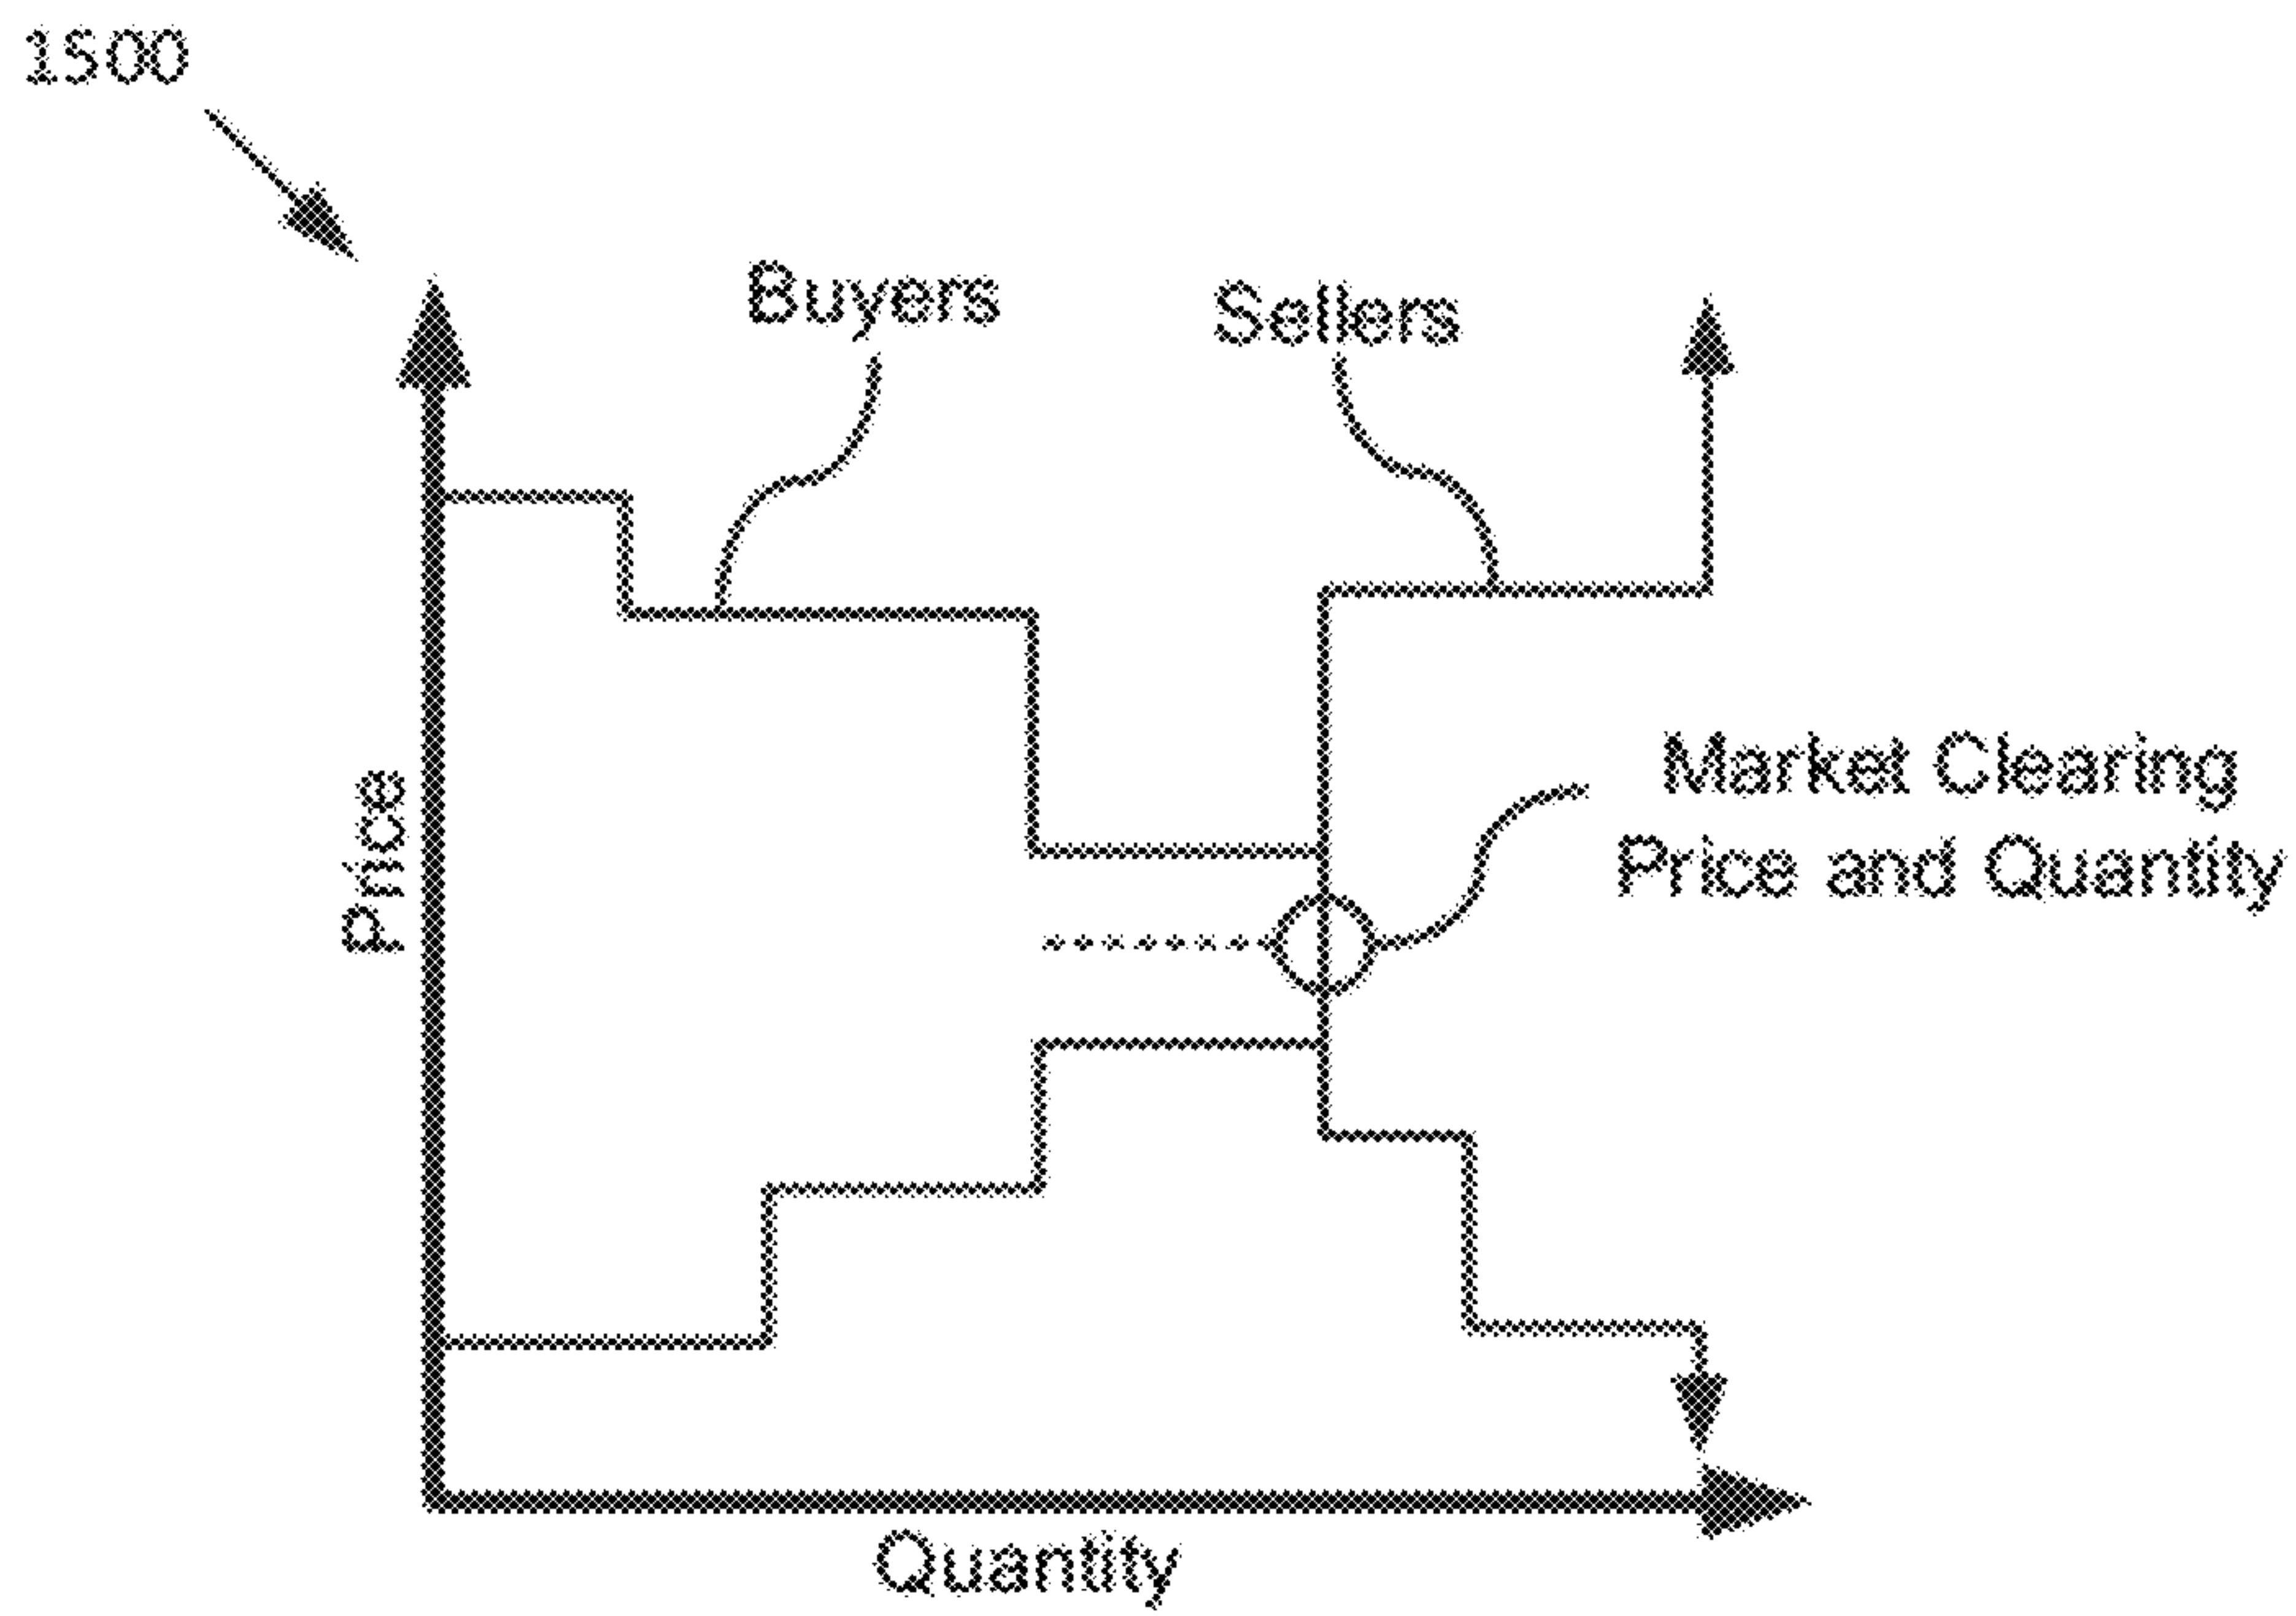 1500
Buyers
Sellers
Market Clearing
Price and Quantity
Price
Quantity